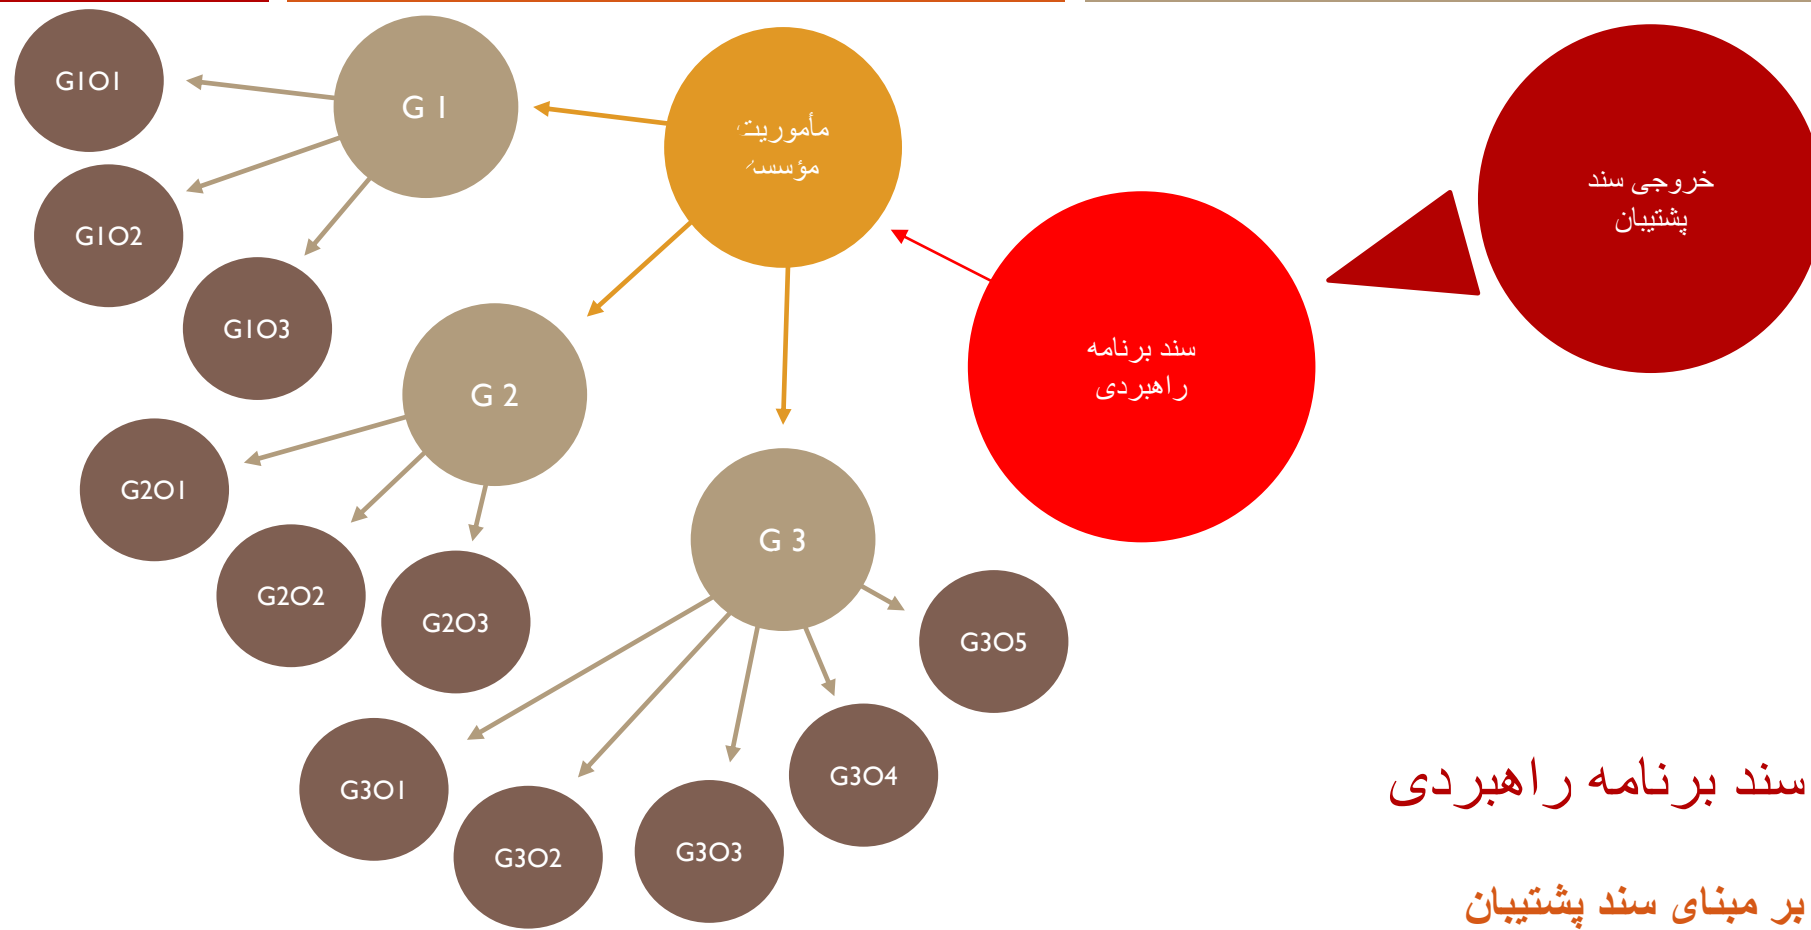 خروجی سند
پشتیبان
سند برنامه
راهبردی
مأموریت
مؤسسه
G 1
G1O1
G1O2
G1O3
G 2
G2O1
G2O2
G2O3
G 3
G3O1
G3O2
G3O3
G3O4
G3O5
سند برنامه راهبردی
بر مبنای سند پشتیبان